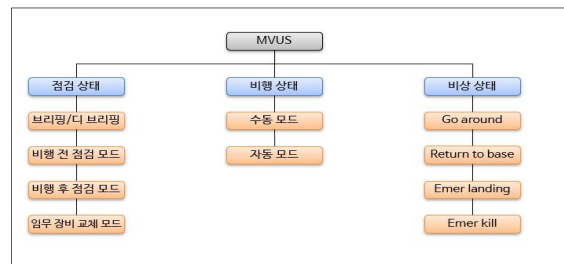 MVUS
점검 상태
비행 상태
비상 상태
브리핑/디 브리핑
수동 모드
Go around
비행 전 점검 모드
자동 모드
Return to base
비행 후 점검 모드
Emer landing
임무 장비 교체 모드
Emer kill